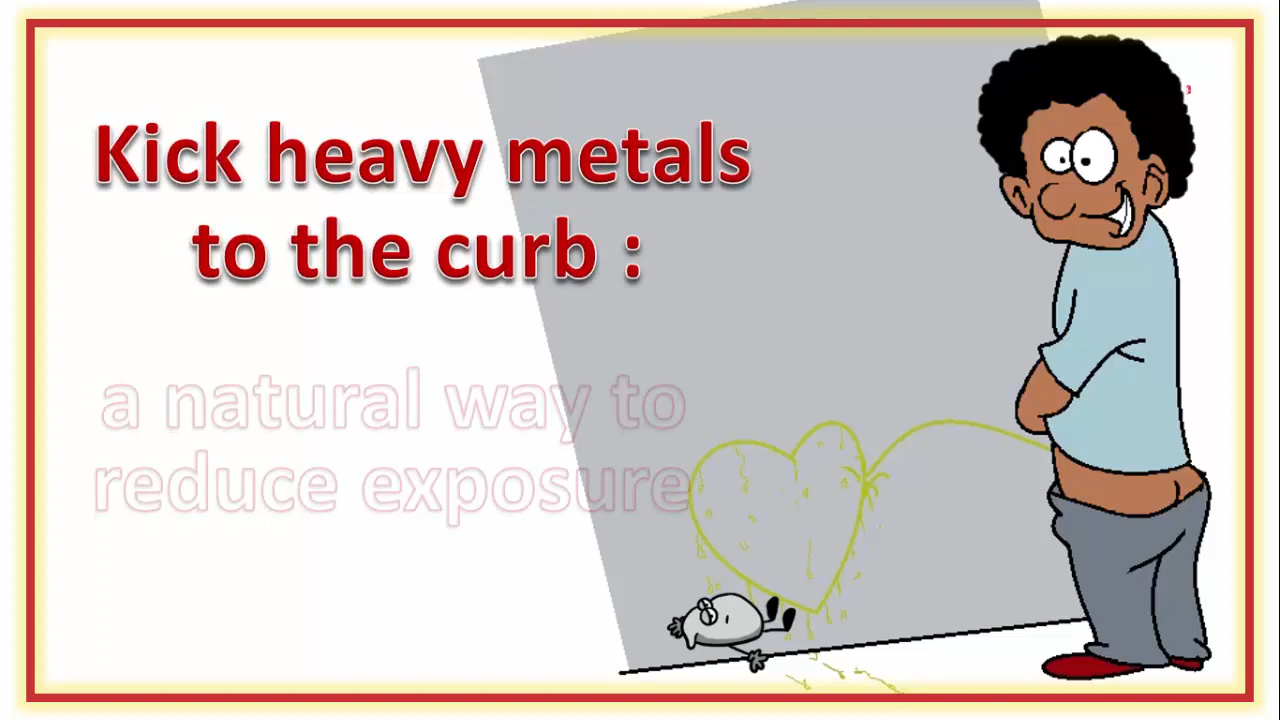 Kick heavy metals
to the curb :
a natural way to
reduce exposure